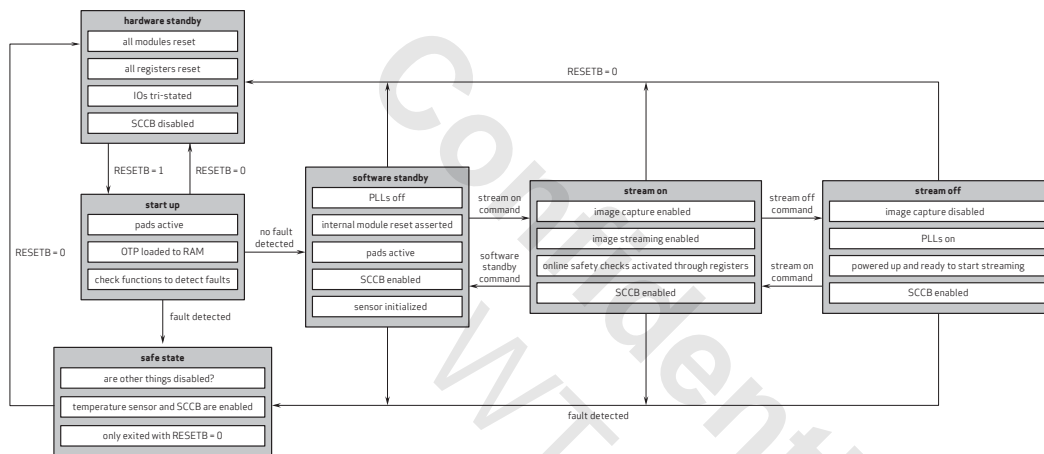 hardware standby
all modules reset
all registers reset
IOs tri-stated
SCCB disabled
RESETB = 0
RESETB = 1
RESETB = 0
RESETB = 0
start up
pads active
OTP loaded to RAM
check functions to detect faults
no fault
detected
fault detected
software standby
PLLs off
internal module reset asserted
pads active
SCCB enabled
sensor initialized
stream on
command
software
standby
command
stream on
image capture enabled
image streaming enabled
online safety checks activated through registers
SCCB enabled
stream off
command
stream on
command
stream off
image capture disabled
PLLs on
powered up and ready to start streaming
SCCB enabled
safe state
are other things disabled?
temperature sensor and SCCB are enabled
only exited with RESETB = 0
fault detected
Confidenti
WT